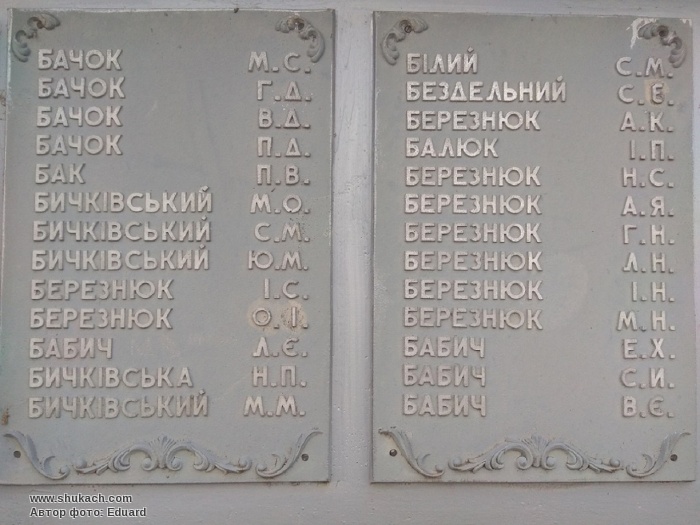 БАЧОК М.С.
БАЧОК Г.Д.
БАЧОК В.Д.
БАЧОК П.Д.
БАК П.В.
БИЧКІВСЬКИЙ М.О.
БИЧКІВСЬКИЙ С.М.
БИЧКІВСЬКИЙ Ю.М.
БЕРЕЗНЮК І.С.
БЕРЕЗНЮК О.І.
БАБИЧ Л.Є.
БИЧКІВСЬКА Н.П.
БИЧКІВСЬКИЙ М.М.
БІЛИЙ С.М.
БЕЗДЕЛЬНИЙ С.Є.
БЕРЕЗНЮК А.К.
БАЛЮК І.П.
БЕРЕЗНЮК Н.С.
БЕРЕЗНЮК А.Я.
БЕРЕЗНЮК Г.Н.
БЕРЕЗНЮК Л.Н.
БЕРЕЗНЮК І.Н.
БЕРЕЗНЮК М.Н.
БАБИЧ Е.Х.
БАБИЧ С.И.
БАБИЧ В.Є.
www.shukach.com
Автор фото: Eduard